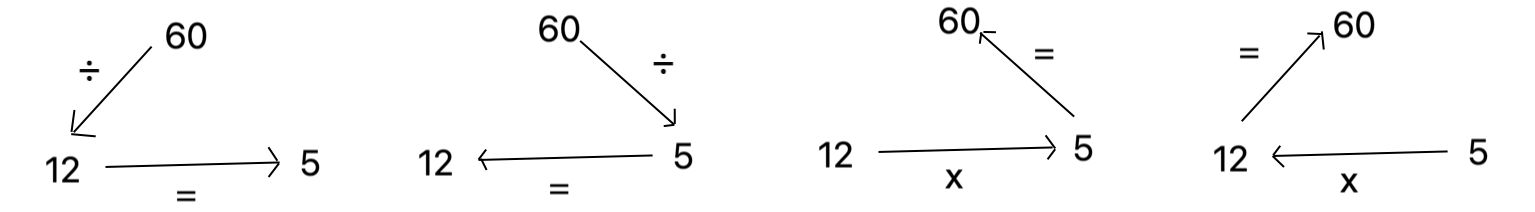 60 60 60 60
÷ ÷ = =
12 5 12 5 12 5 12 5
= = x x